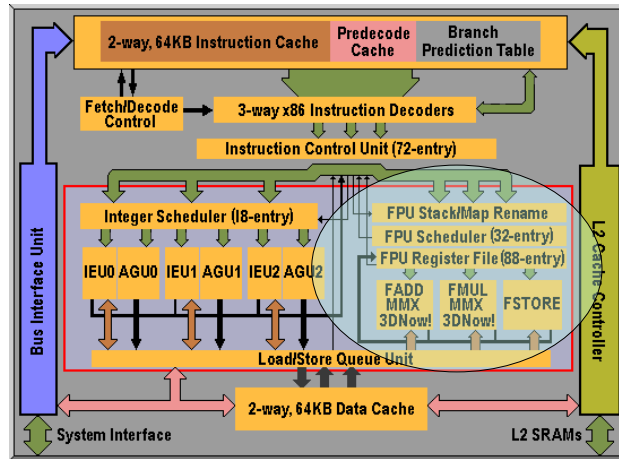 2-way, 64KB Instruction Cache
Predecode
Cache
Branch
Prediction Table
Fetch/Decode
Control
3-way x86 Instruction Decoders
Instruction Control Unit (72-entry)
Bus Interface Unit
L2 Cache Controller
Integer Scheduler (18-entry)
FPU Stack/Map Rename
FPU Scheduler (32-entry)
FPU Register File (88-entry)
IEU0
AGU0
IEU1
AGU1
IEU2
AGU2
FADD
MMX
3DNow!
FMUL
MMX
3DNow!
FSTORE
Load/Store Queue Unit
2-way, 64KB Data Cache
System Interface
L2 SRAMs